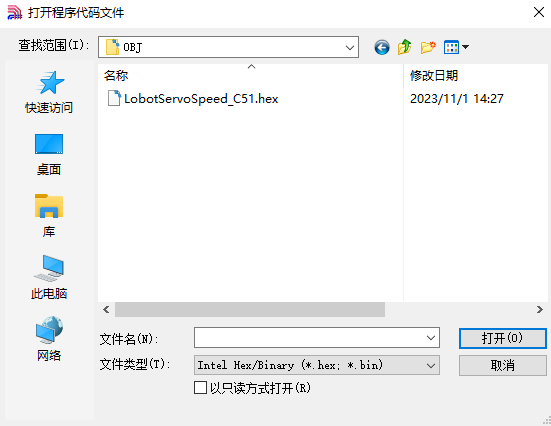 打开程序代码文件
查找范围(I):
OBJ
名称
修改日期
LobotServoSpeed_C51.hex
2023/11/1 14:27
快速访问
桌面
库
此电脑
网络
文件名(N):
打开(O)
文件类型(T):
Intel Hex/Binary (*.hex; *.bin)
取消
以只读方式打开(R)